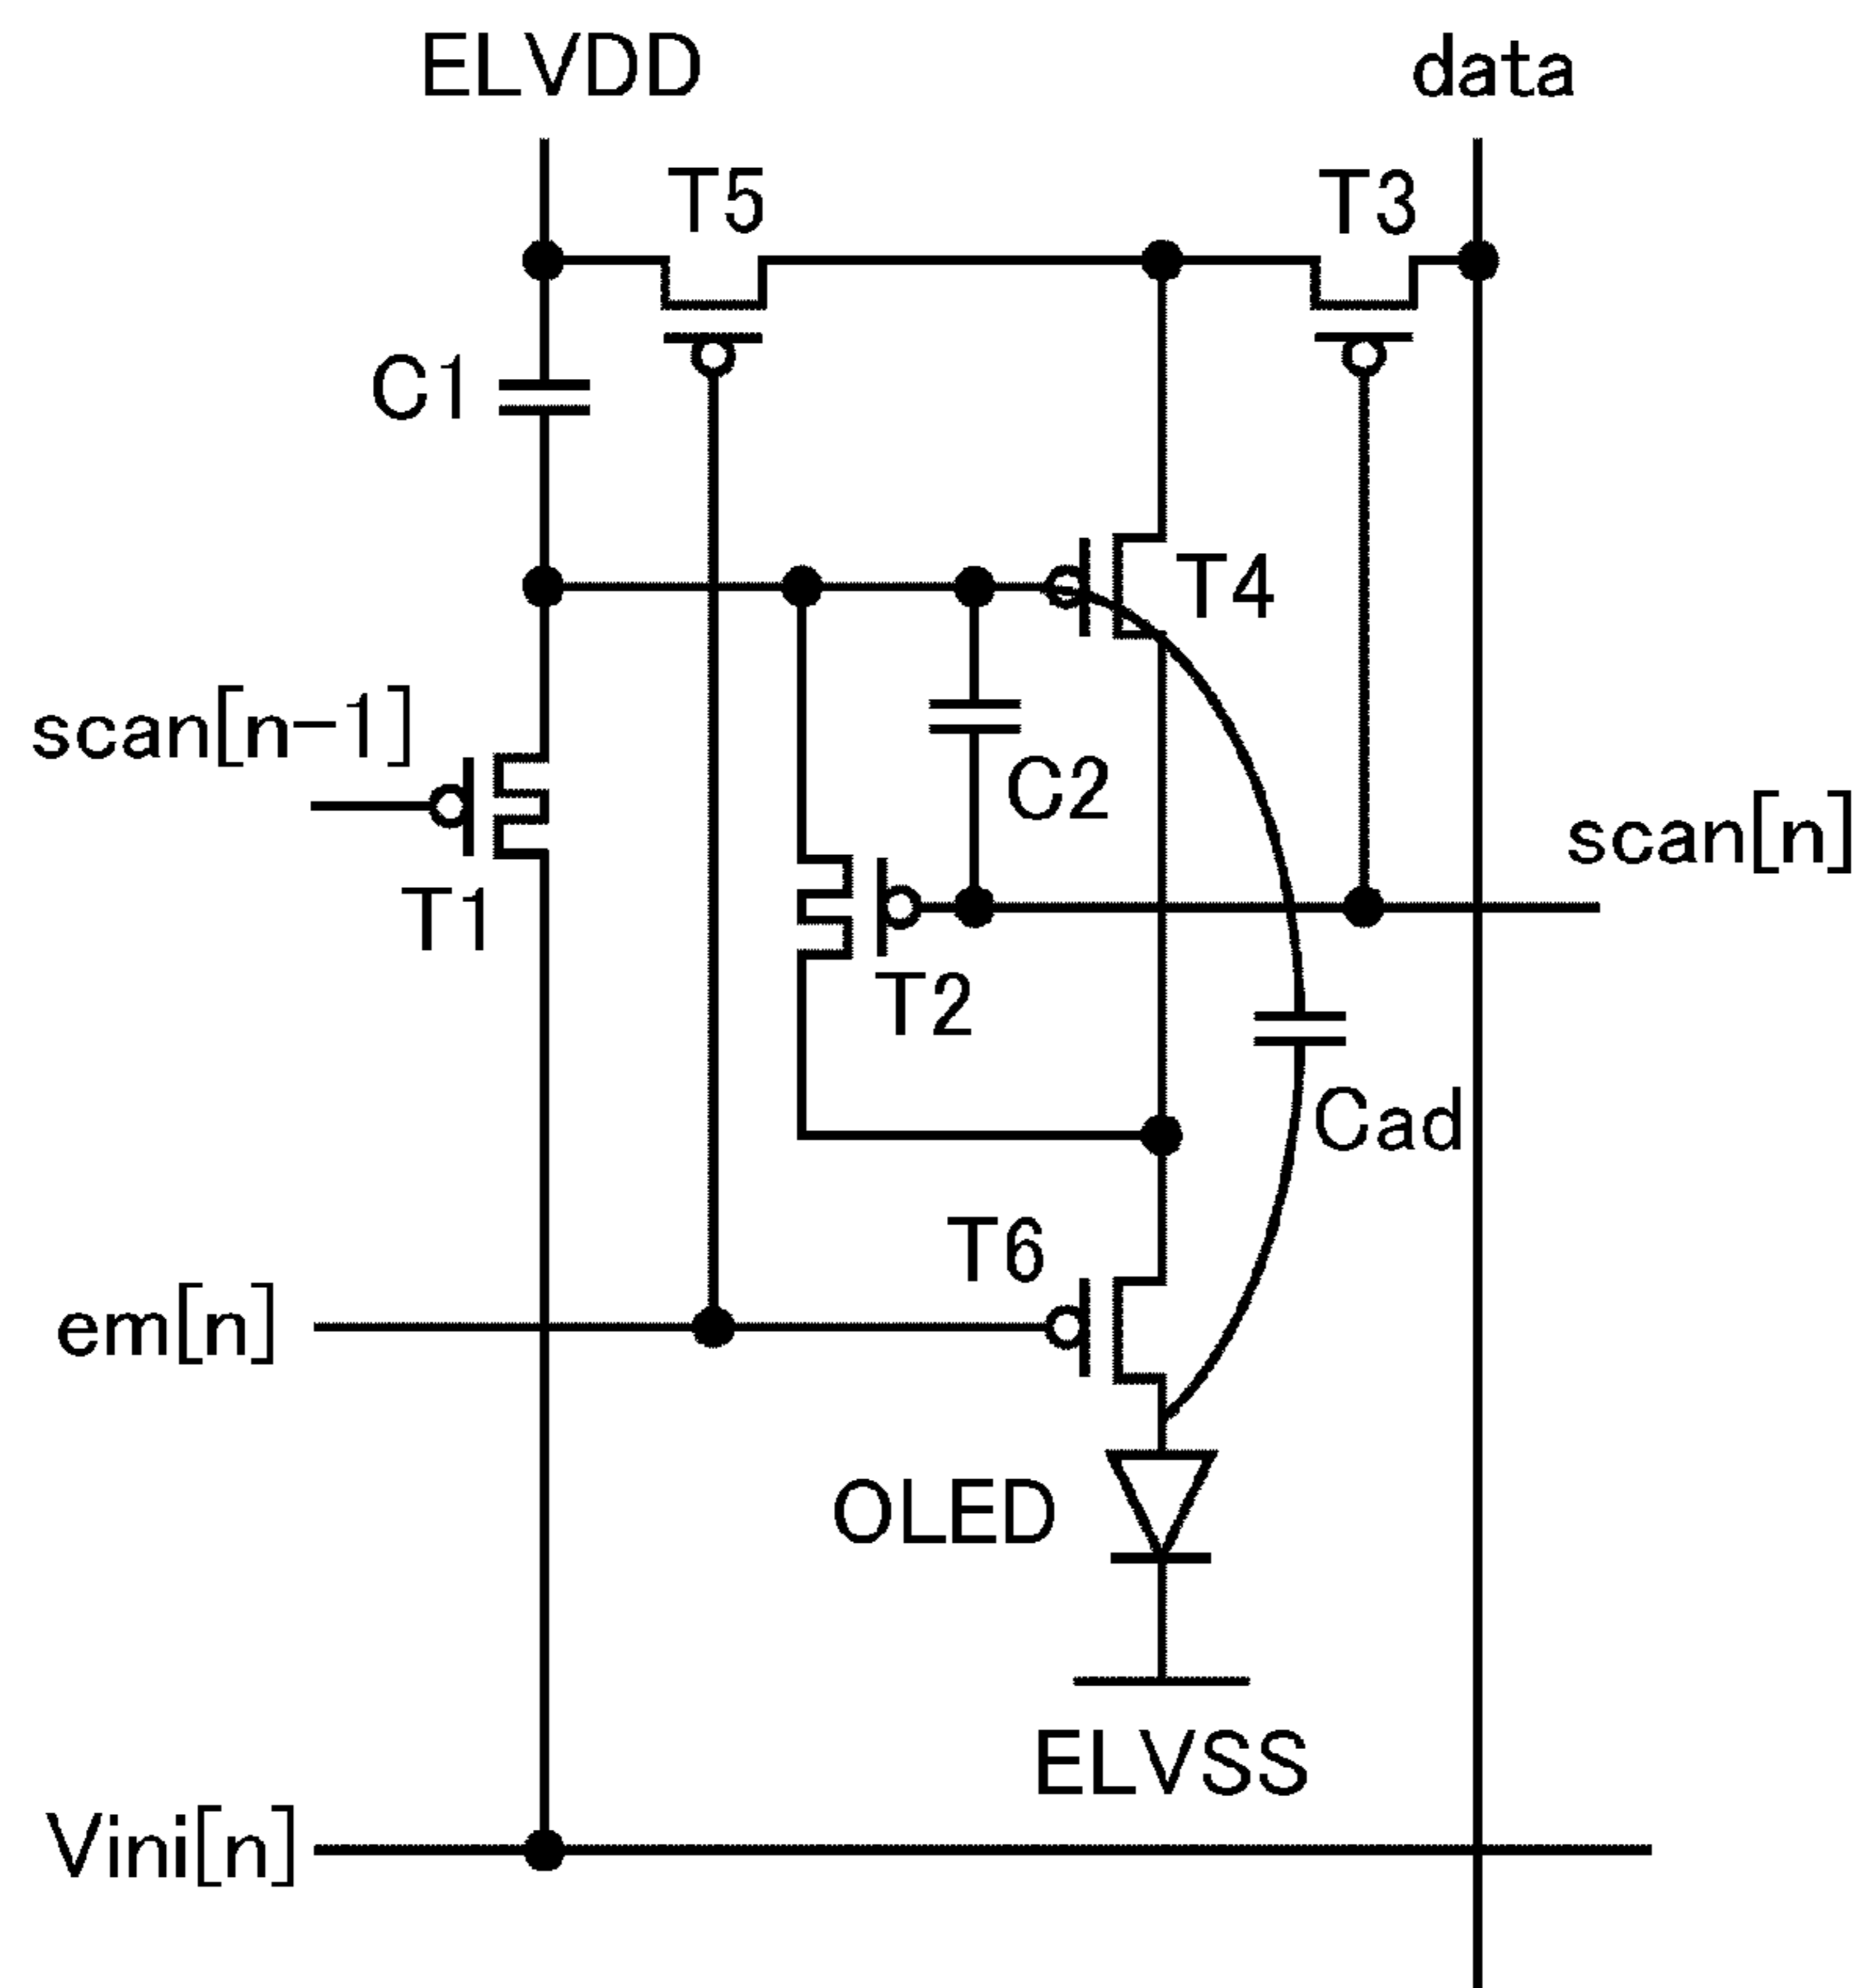 ELVDD
data
T5
T3
C1
T4
scan[n-1]
C2
scan[n]
T1
T2
Cad
T6
em[n]
OLED
ELVSS
Vini[n]